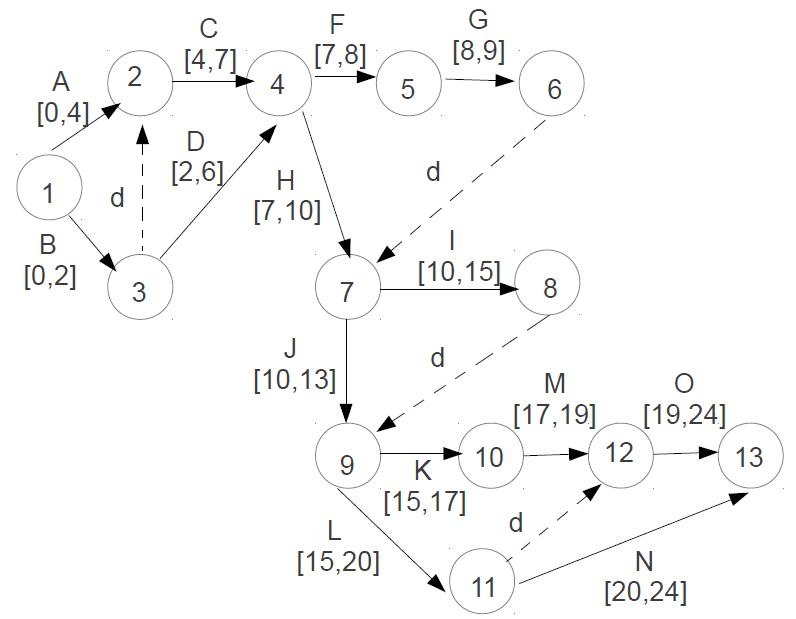 F
G
C
[7,8]
[8,9]
[4,7]
A
2
4
5
6
[0,4]
D
[2,6]
d
H
d
1
[7,10]
B
I
[0,2]
[10,15]
3
7
8
J
[10,13]
d
M
O
[17,19]
[19,24]
9
10
12
13
K
[15,17]
L
d
[15,20]
N
11
[20,24]